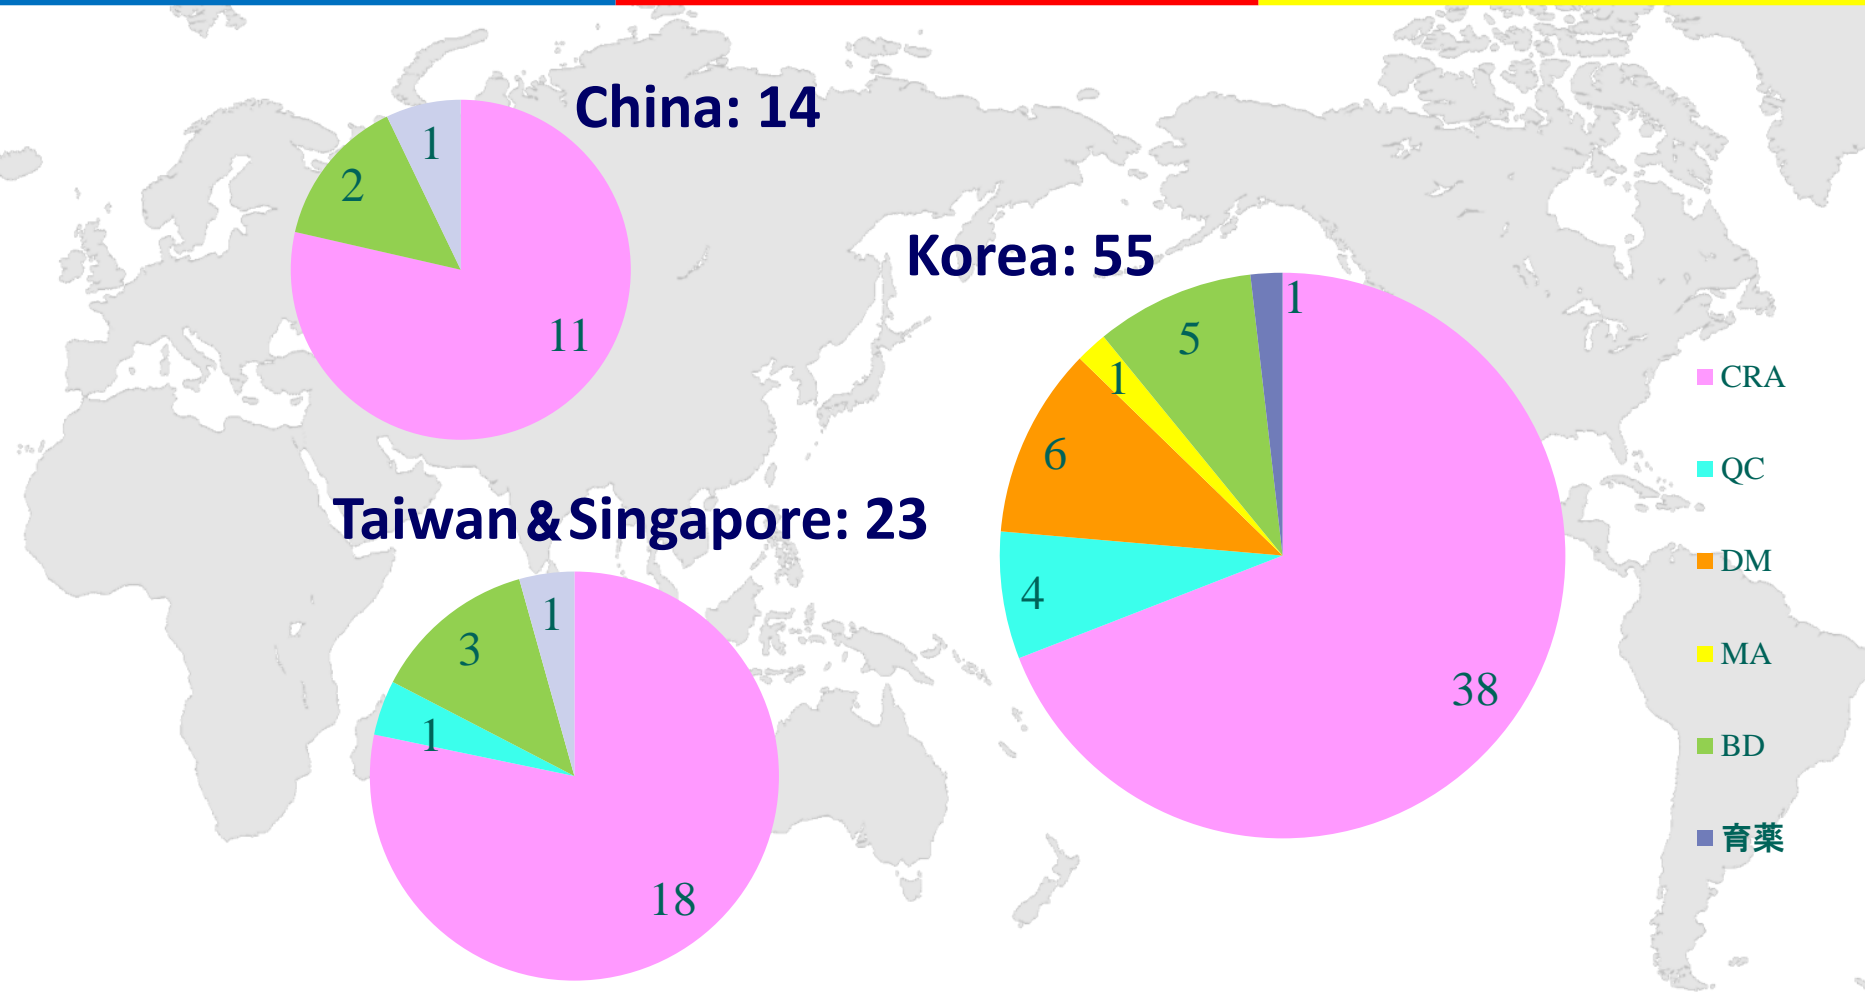 China: 14
1
2
11
Korea: 55
1
5
1
6
4
38
Taiwan&Singapore: 23
1
3
1
18
CRA
QC
DM
MA
BD
育薬